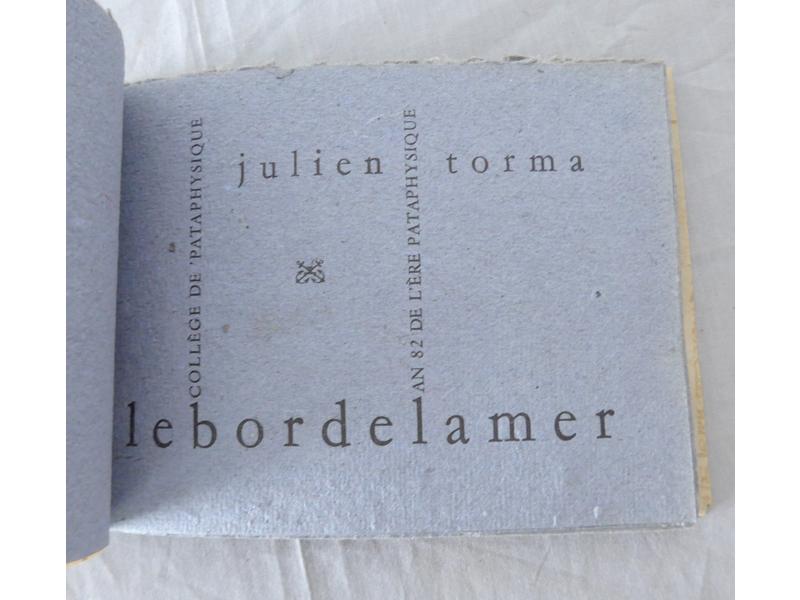 julien torma
COLLÈGE DE 'PATAPHYSIQUE
AN 82 DE L'ÈRE PATAPHYSIQUE
lebordelamer